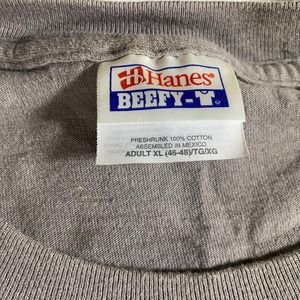 Hanes®
BEEFY-T
PRESHRUNK 100% COTTON
ASSEMBLED IN MEXICO
ADULT XL (46-48)/TG/XG